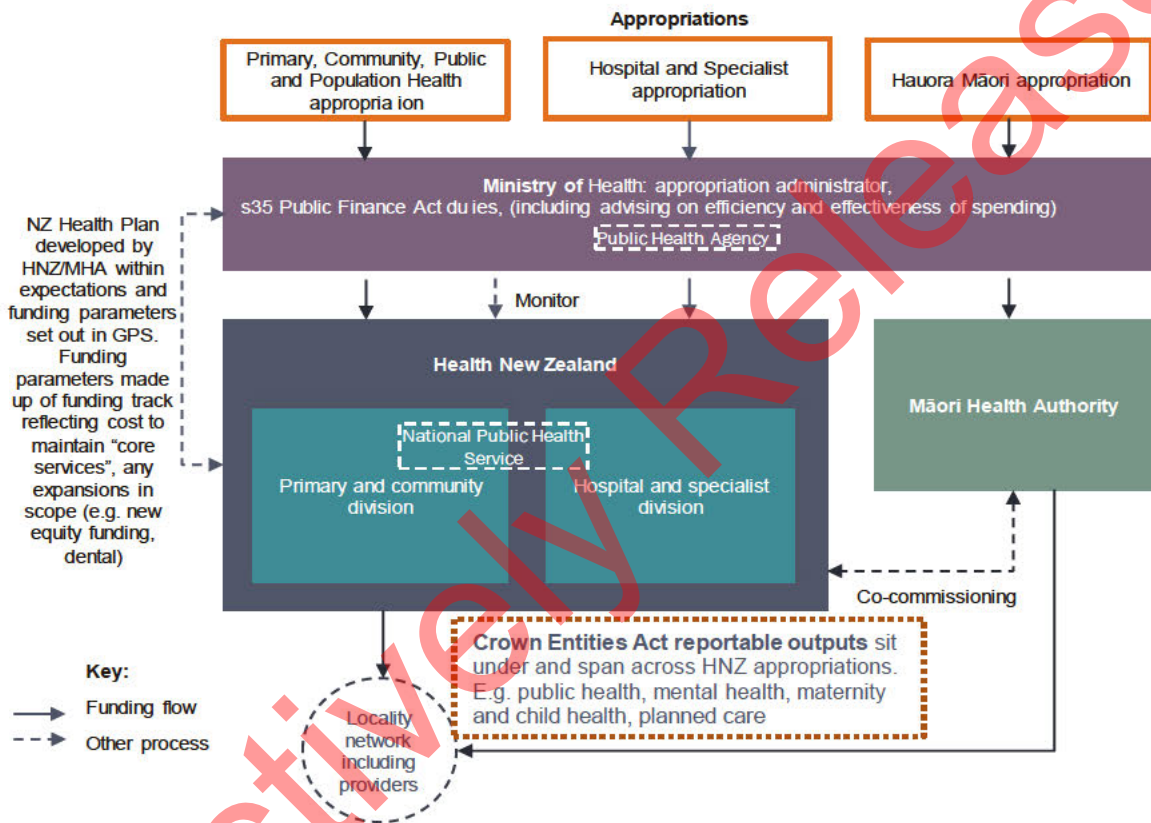 Appropriations
Primary, Community, Public
and Population Health
appropria ion
Hospital and Specialist
appropriation
Hauora Māori appropriation
Ministry of Health: appropriation administrator,
s35 Public Finance Act du ies, (including advising on efficiency and effectiveness of spending)
Public Health Agency
NZ Health Plan
developed by
HNZ/MHA within
expectations and
funding parameters
set out in GPS.
Funding
parameters made
up of funding track
reflecting cost to
maintain “core
services”, any
expansions in
scope (e.g. new
equity funding,
dental)
Monitor
Health New Zealand
National Public Health
Service
Primary and community
division
Hospital and specialist
division
Māori Health Authority
Co-commissioning
Crown Entities Act reportable outputs sit
under and span across HNZ appropriations.
E.g. public health, mental health, maternity
and child health, planned care
Key:
Funding flow
Other process
Locality
network
including
providers
ctively Releas